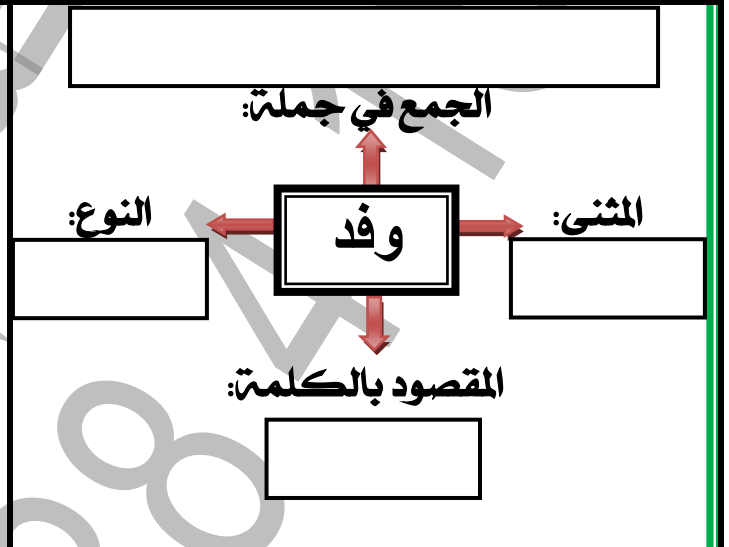 الجمع في جملة:
المثنى:
النوع:
وفد
المقصود بالكلمة: